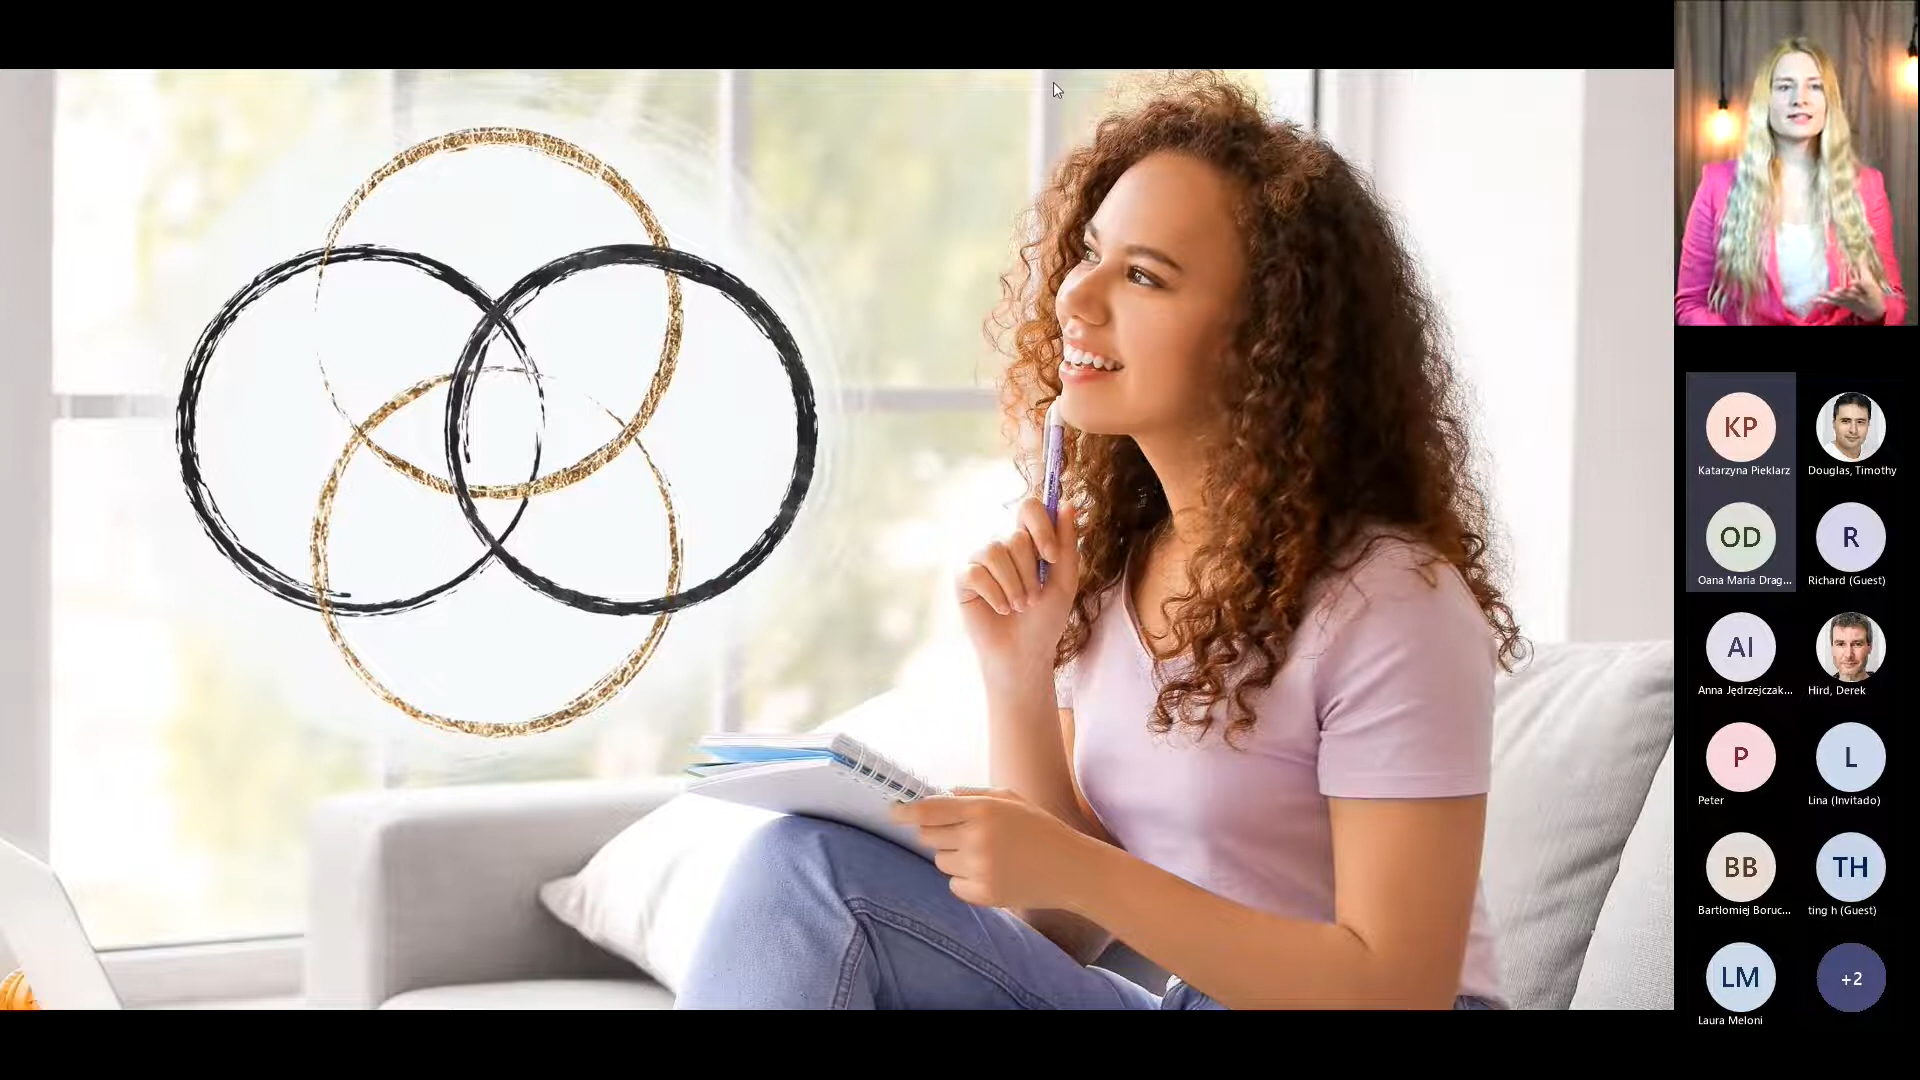 KP
Katarzyna Pieklarz
Douglas, Timothy
OD
R
Oana Maria Drag...
Richard (Guest)
AI
Anna Jędrzejczak...
Hird, Derek
P
L
Peter
Lina (Invitado)
BB
TH
Bartłomiej Boruc...
ting h (Guest)
LM
+2
Laura Meloni